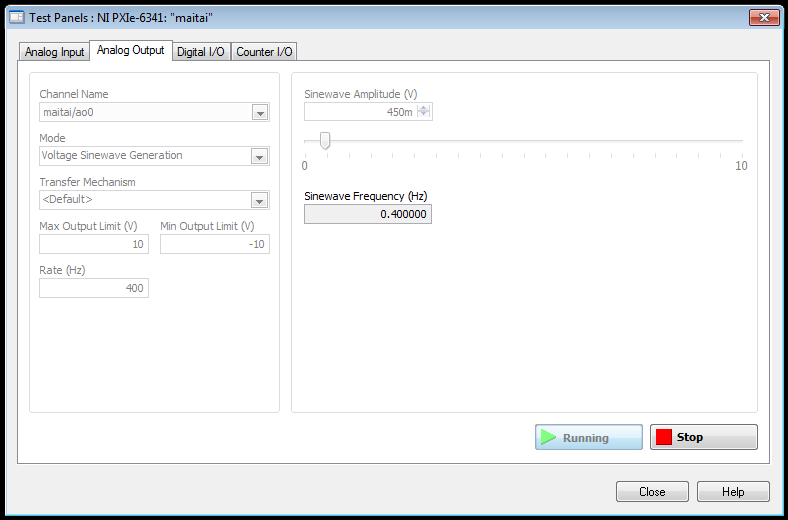 Test Panels : NI PXIe-6341: "maitai"
Analog Input
Analog Output
Digital I/O
Counter I/O
Channel Name
maitai/ao0
Mode
Voltage Sinewave Generation
Transfer Mechanism
<Default>
Max Output Limit (V)
Min Output Limit (V)
10
-10
Rate (Hz)
400
Sinewave Amplitude (V)
450m
0
10
Sinewave Frequency (Hz)
0.400000
Running
Stop
Close
Help